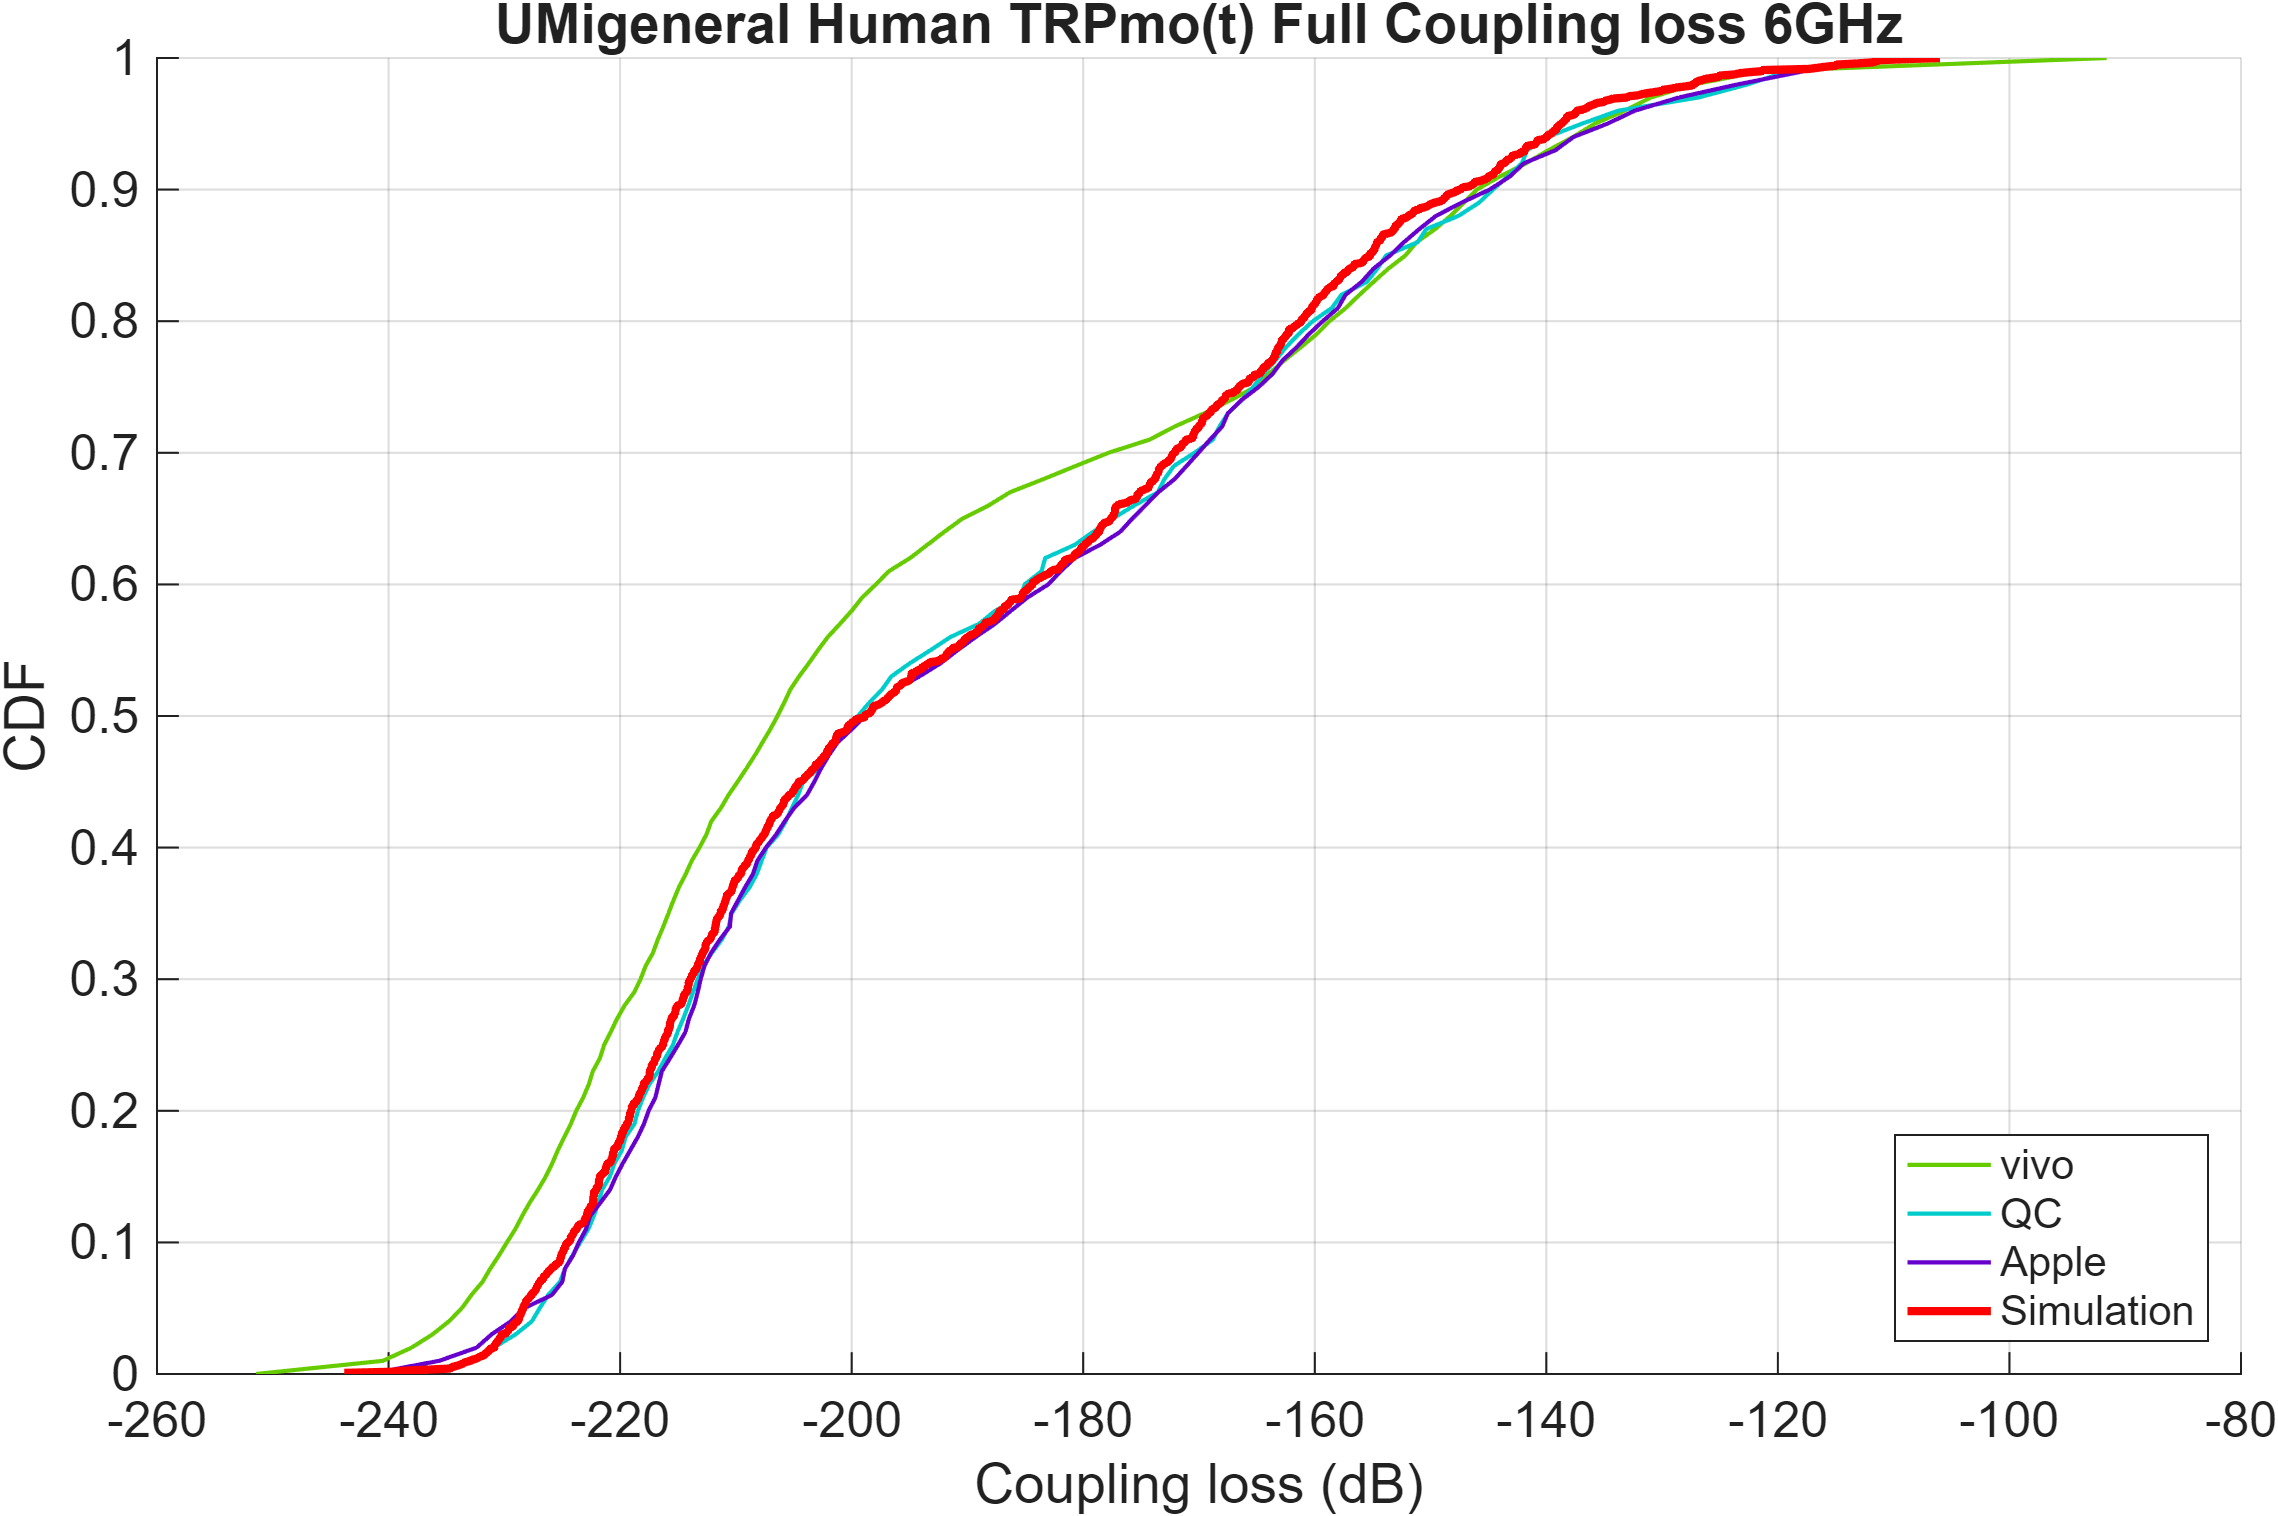 UMigeneral Human TRPmo(t) Full Coupling loss 6GHz
1
0.9
0.8
0.7
0.6
0.5
0.4
0.3
0.2
0.1
0
CDF
vivo
QC
Apple
Simulation
-260 -240 -220 -200 -180 -160 -140 -120 -100 -80
Coupling loss (dB)